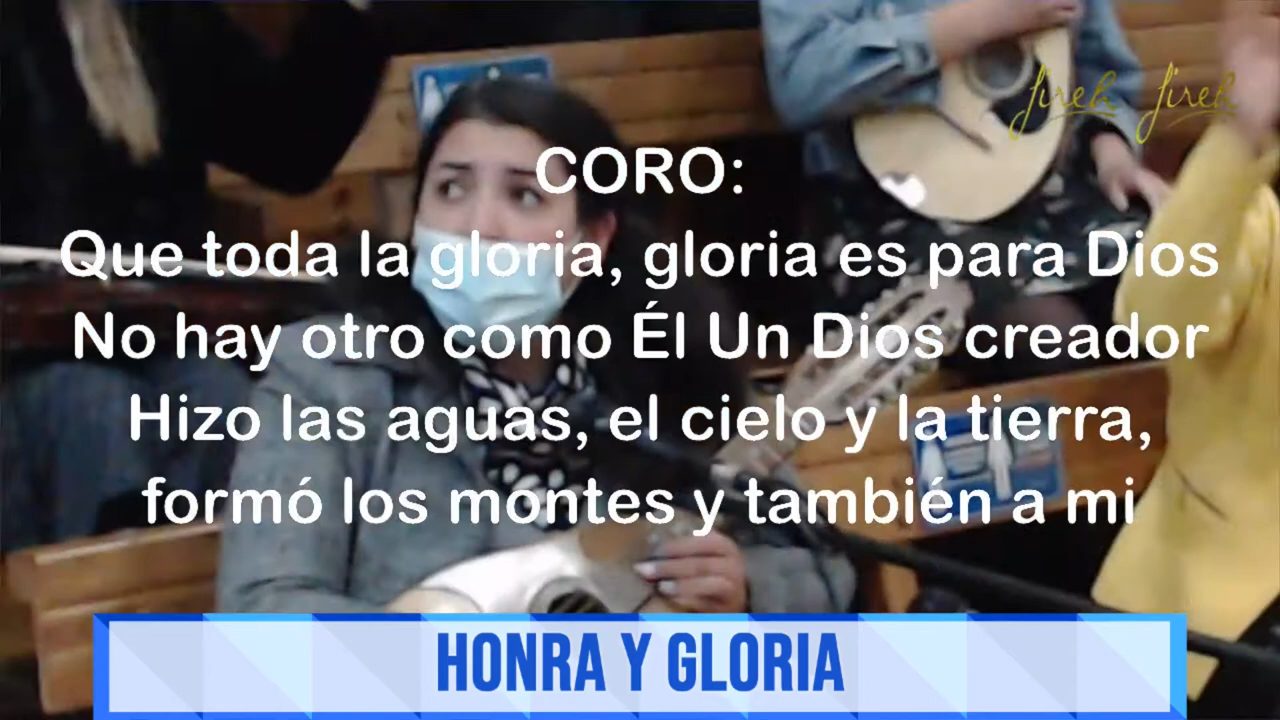 Jireh Jireh
CORO:
Que toda la gloria, gloria es para Dios
No hay otro como Él Un Dios creador
Hizo las aguas, el cielo y la tierra,
formó los montes y también a mi
HONRA Y GLORIA